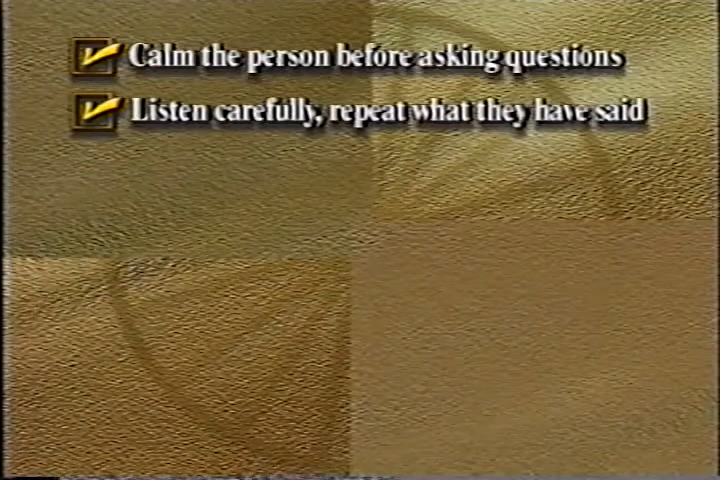 Calm the person before asking questions
Listen carefully, repeat what they have said